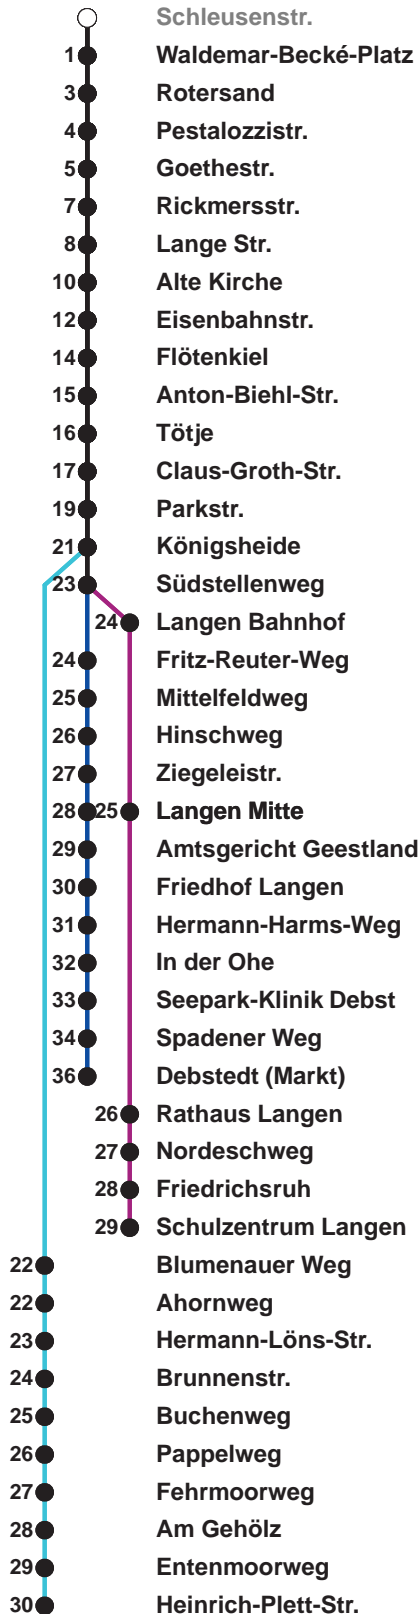 Schleusenstr.
1 Waldemar-Becké-Platz
3 Rotersand
4 Pestalozzistr.
5 Goethestr.
7 Rickmersstr.
8 Lange Str.
10 Alte Kirche
12 Eisenbahnstr.
14 Flötenkiel
15 Anton-Biehl-Str.
16 Tötje
17 Claus-Groth-Str.
19 Parkstr.
21 Königsheide
23 Südstellenweg
24 Langen Bahnhof
24 Fritz-Reuter-Weg
25 Mittelfeldweg
26 Hinschweg
27 Ziegeleistr.
28 25 Langen Mitte
29 Amtsgericht Geestland
30 Friedhof Langen
31 Hermann-Harms-Weg
32 In der Ohe
33 Seepark-Klinik Debst
34 Spadener Weg
36 Debstedt (Markt)
26 Rathaus Langen
27 Nordeschweg
28 Friedrichsruh
29 Schulzentrum Langen
22 Blumenauer Weg
22 Ahornweg
23 Hermann-Löns-Str.
24 Brunnenstr.
25 Buchenweg
26 Pappelweg
27 Fehrmoorweg
28 Am Gehölz
29 Entenmoorweg
30 Heinrich-Plett-Str.